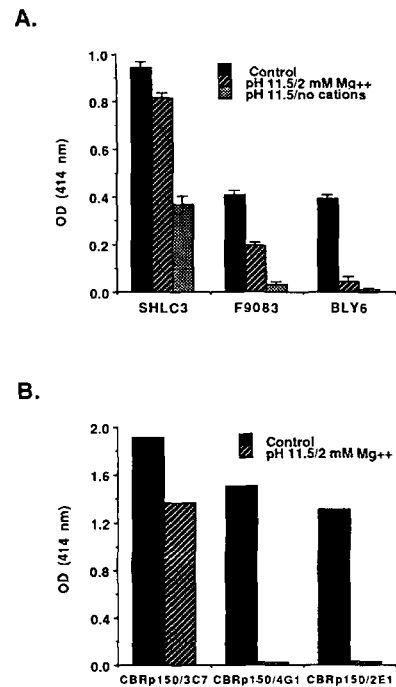 A.
Control
pH 11.5/2 mM Mg++
pH 11.5/no cations
OD (414 nm)
1.0
0.8
0.6
0.4
0.2
0.0
SHLC3 F9083 BLY6
B.
Control
pH 11.5/2 mM Mg++
OD (414 nm)
2.0
1.6
1.2
0.8
0.4
0.0
CBRp150/3C7 CBRp150/4G1 CBRp150/2E1